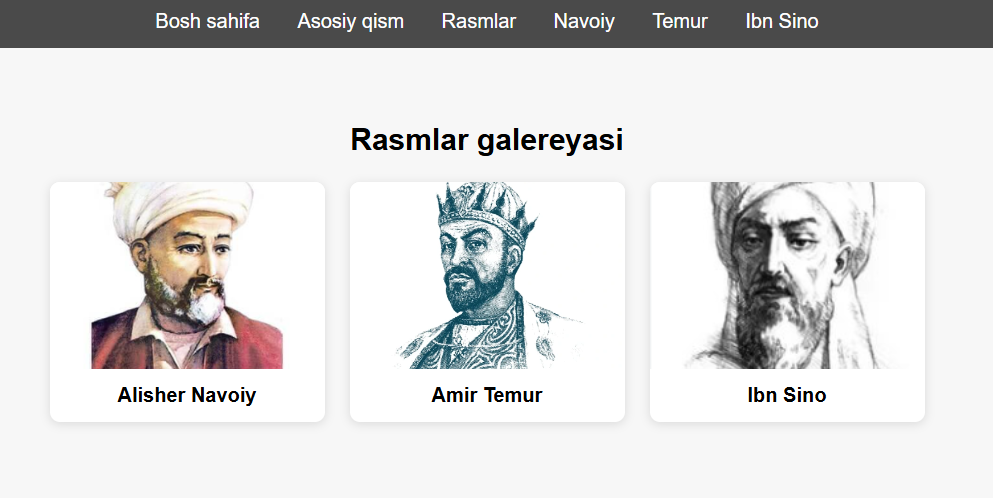 Bosh sahifa Asosiy qism Rasmlar Navoiy Temur Ibn Sino
Rasmlar galereyasi
Alisher Navoiy Amir Temur Ibn Sino